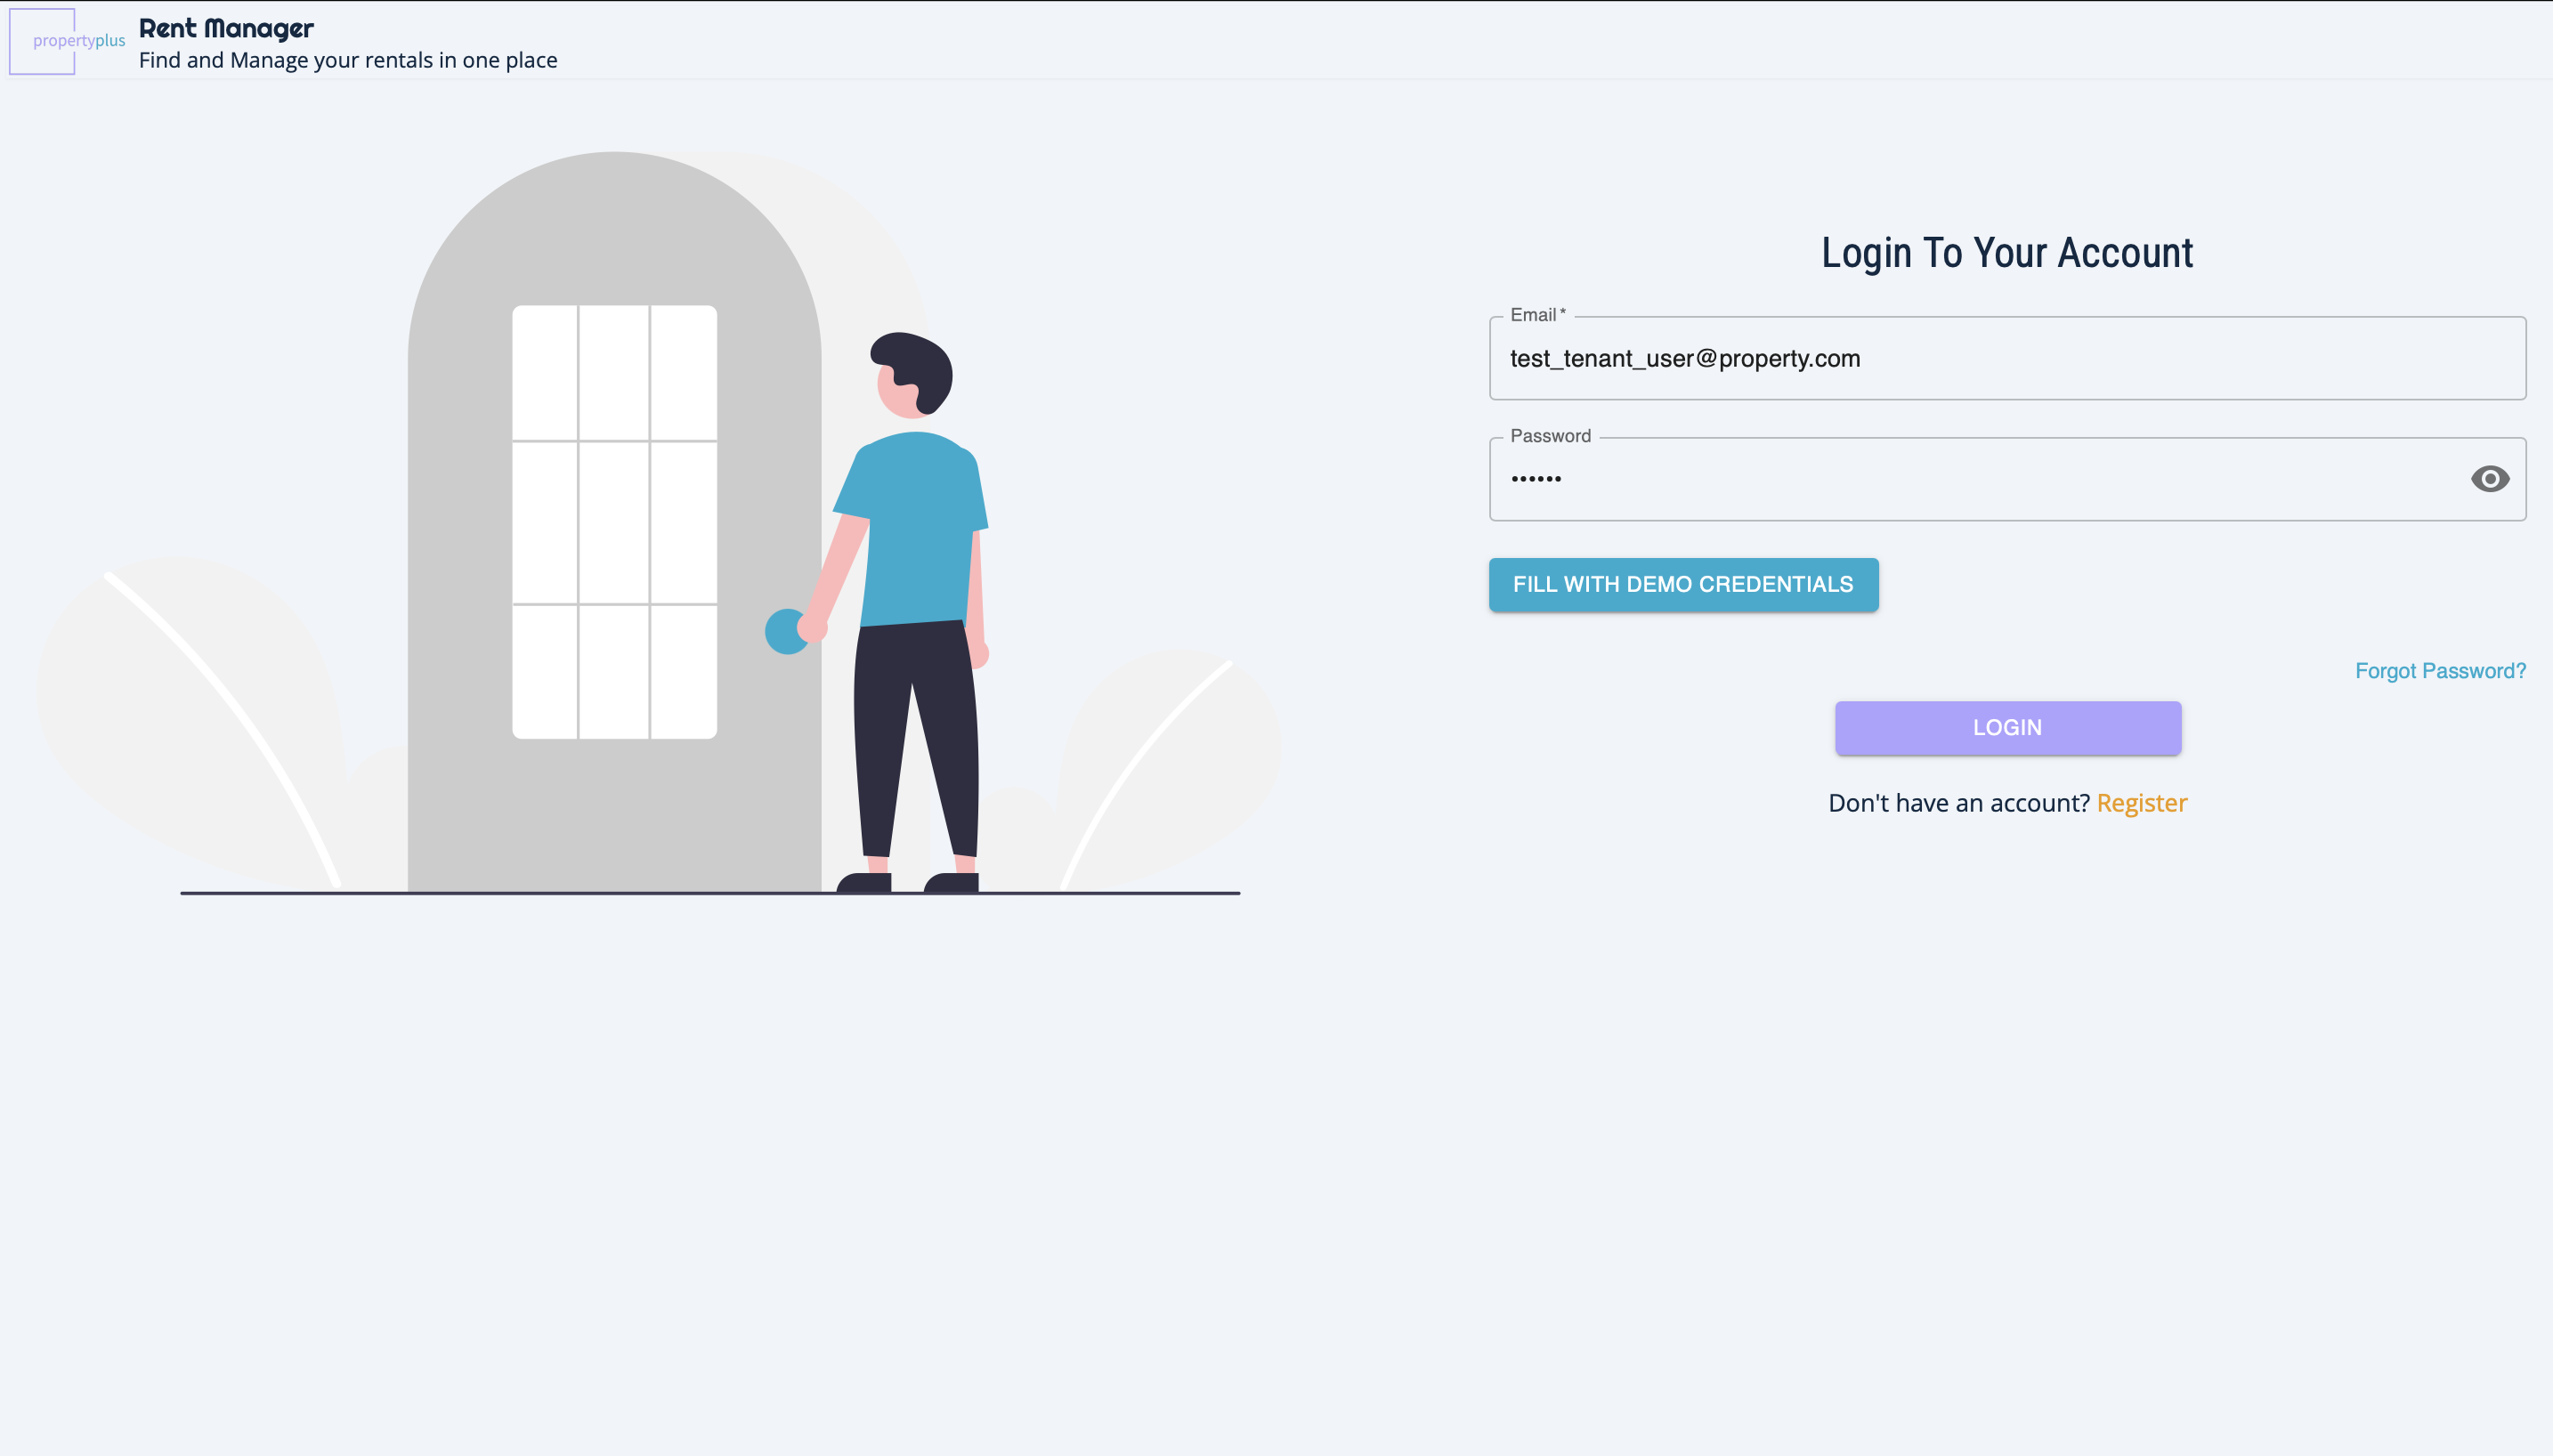 propertyplus
Rent Manager
Find and Manage your rentals in one place
Login To Your Account
Email *
test_tenant_user@property.com
Password
••••••
FILL WITH DEMO CREDENTIALS
Forgot Password?
LOGIN
Don't have an account? Register